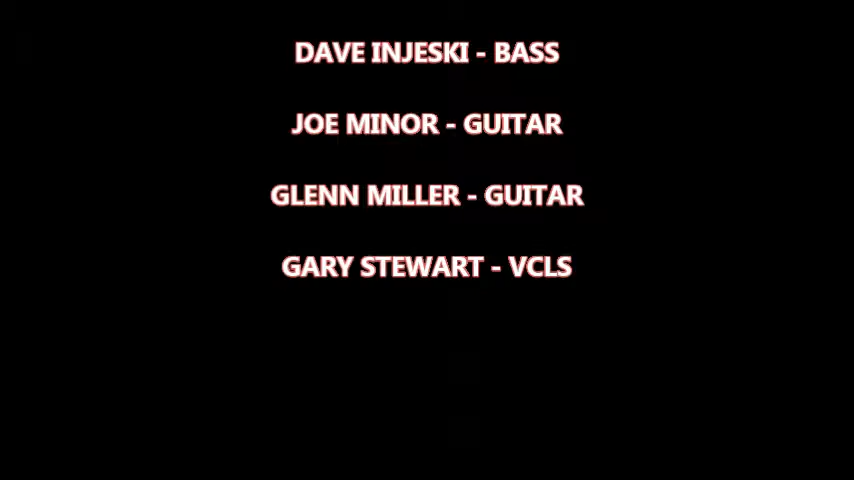 DAVE INJESKI - BASS
JOE MINOR - GUITAR
GLENN MILLER - GUITAR
GARY STEWART - VCLS